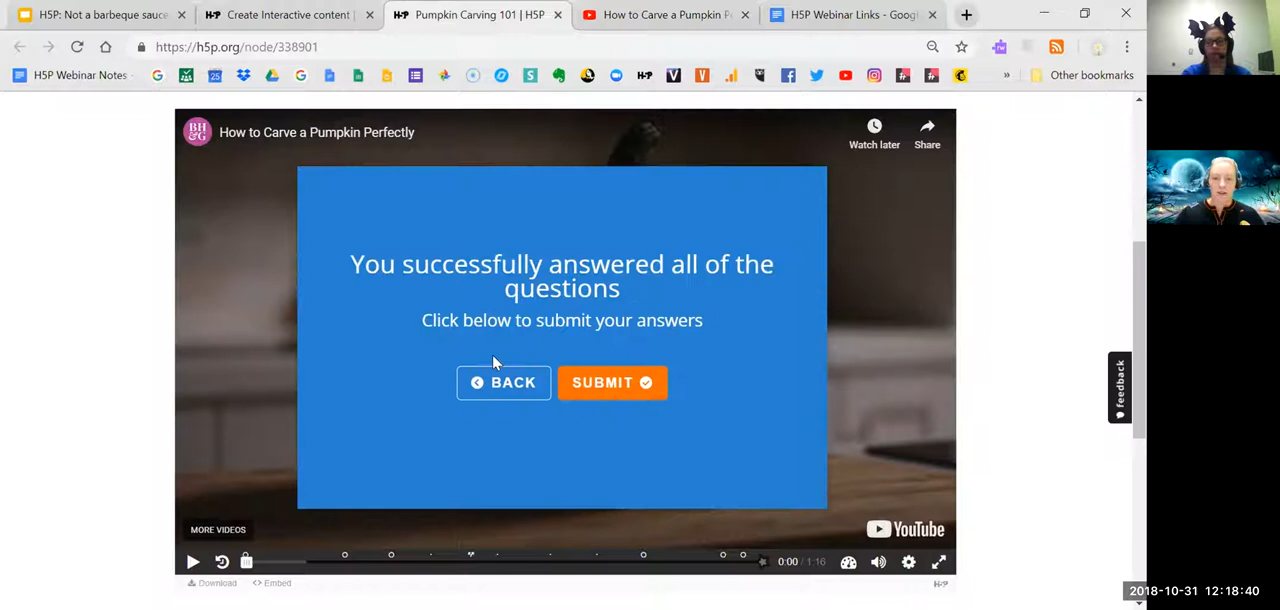 H5P: Not a barbeque sauce
H-P Create Interactive content |
H-P Pumpkin Carving 101 | H5P
How to Carve a Pumpkin Pe
H5P Webinar Links - Googl
https://h5p.org/node/338901
H5P Webinar Notes
Other bookmarks
BH&G
How to Carve a Pumpkin Perfectly
Watch later
Share
You successfully answered all of the
questions
Click below to submit your answers
BACK
SUBMIT
feedback
MORE VIDEOS
YouTube
0:00 / 1:16
Download
<> Embed
H-P
2018-10-31 12:18:40